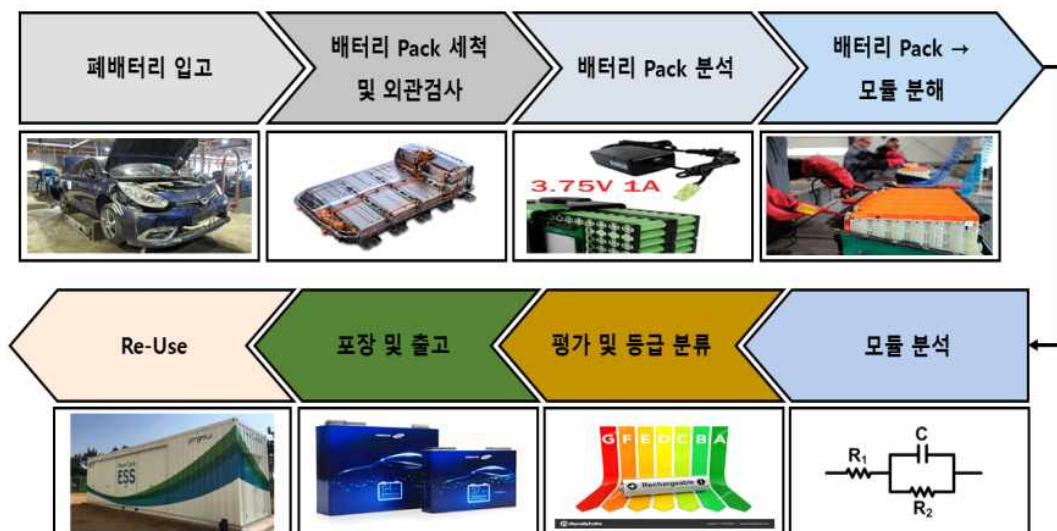 폐배터리 입고
배터리 Pack 세척
및 외관검사
배터리 Pack 분석
배터리 Pack →
모듈 분해
3.75V 1A
모듈 분석
평가 및 등급 분류
포장 및 출고
Re-Use
ESS
G F E D C B A
Rechargeable
C
R₁
R₂